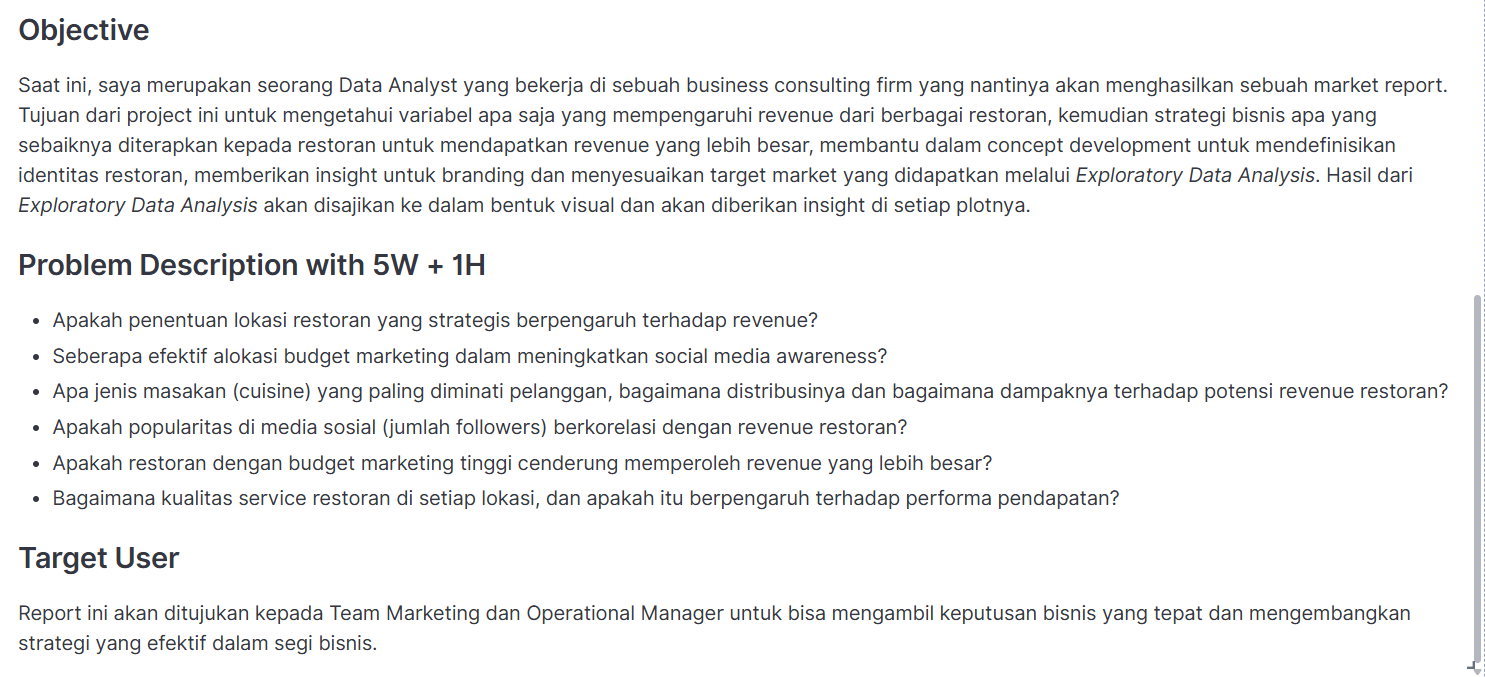 Objective
Saat ini, saya merupakan seorang Data Analyst yang bekerja di sebuah business consulting firm yang nantinya akan menghasilkan sebuah market report.
Tujuan dari project ini untuk mengetahui variabel apa saja yang mempengaruhi revenue dari berbagai restoran, kemudian strategi bisnis apa yang
sebaiknya diterapkan kepada restoran untuk mendapatkan revenue yang lebih besar, membantu dalam concept development untuk mendefinisikan
identitas restoran, memberikan insight untuk branding dan menyesuaikan target market yang didapatkan melalui Exploratory Data Analysis. Hasil dari
Exploratory Data Analysis akan disajikan ke dalam bentuk visual dan akan diberikan insight di setiap plotnya.
Problem Description with 5W + 1H
• Apakah penentuan lokasi restoran yang strategis berpengaruh terhadap revenue?
• Seberapa efektif alokasi budget marketing dalam meningkatkan social media awareness?
• Apa jenis masakan (cuisine) yang paling diminati pelanggan, bagaimana distribusinya dan bagaimana dampaknya terhadap potensi revenue restoran?
• Apakah popularitas di media sosial (jumlah followers) berkorelasi dengan revenue restoran?
• Apakah restoran dengan budget marketing tinggi cenderung memperoleh revenue yang lebih besar?
• Bagaimana kualitas service restoran di setiap lokasi, dan apakah itu berpengaruh terhadap performa pendapatan?
Target User
Report ini akan ditujukan kepada Team Marketing dan Operational Manager untuk bisa mengambil keputusan bisnis yang tepat dan mengembangkan
strategi yang efektif dalam segi bisnis.